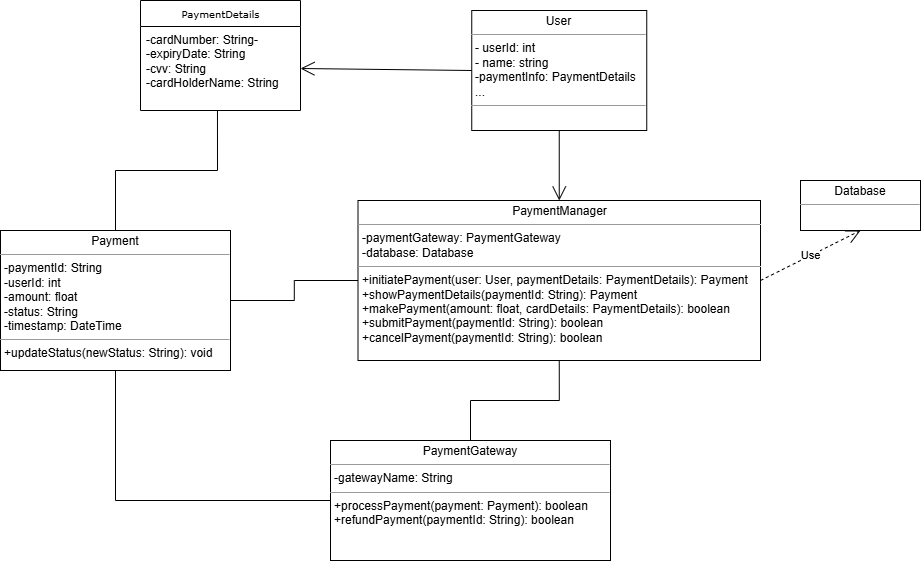 PaymentDetails
-cardNumber: String-
-expiryDate: String
-cvv: String
-cardHolderName: String
User
- userId: int
- name: string
-paymentInfo: PaymentDetails
...
Database
PaymentManager
-paymentGateway: PaymentGateway
-database: Database
+initiatePayment(user: User, paymentDetails: PaymentDetails): Payment
+showPaymentDetails(paymentId: String): Payment
+makePayment(amount: float, cardDetails: PaymentDetails): boolean
+submitPayment(paymentId: String): boolean
+cancelPayment(paymentId: String): boolean
Use
Payment
-paymentId: String
-userId: int
-amount: float
-status: String
-timestamp: DateTime
+updateStatus(newStatus: String): void
PaymentGateway
-gatewayName: String
+processPayment(payment: Payment): boolean
+refundPayment(paymentId: String): boolean